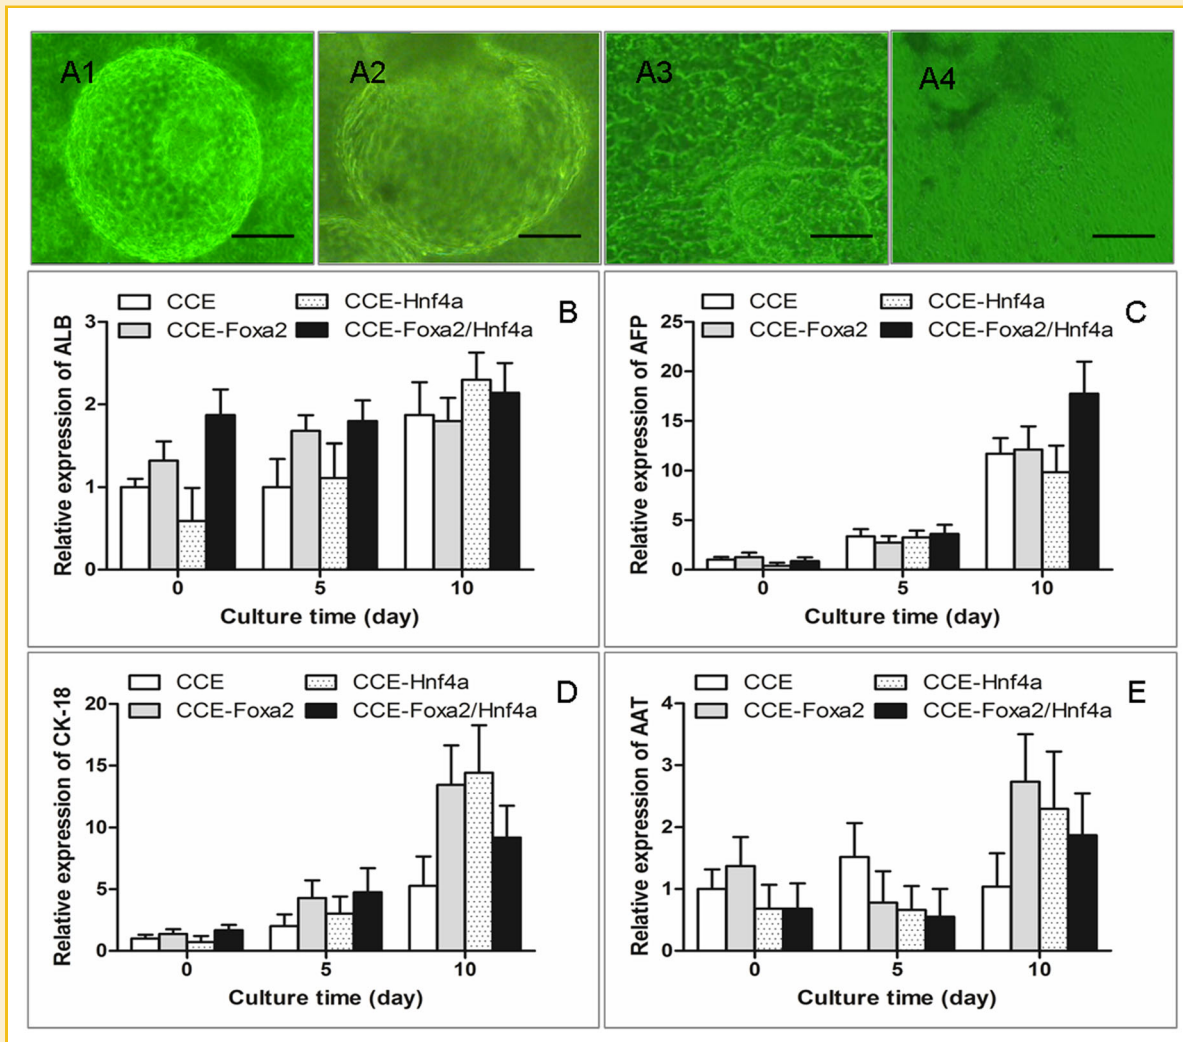 A1 A2 A3 A4
CCE CCE-Hnf4a B
CCE-Foxa2 CCE-Foxa2/Hnf4a
Relative expression of ALB
3
2
1
0
0 5 10
Culture time (day)
CCE CCE-Hnf4a C
CCE-Foxa2 CCE-Foxa2/Hnf4a
Relative expression of AFP
25
20
15
10
5
0
0 5 10
Culture time (day)
CCE CCE-Hnf4a D
CCE-Foxa2 CCE-Foxa2/Hnf4a
Relative expression of CK-18
20
15
10
5
0
0 5 10
Culture time (day)
CCE CCE-Hnf4a E
CCE-Foxa2 CCE-Foxa2/Hnf4a
Relative expression of AAT
4
3
2
1
0
0 5 10
Culture time (day)